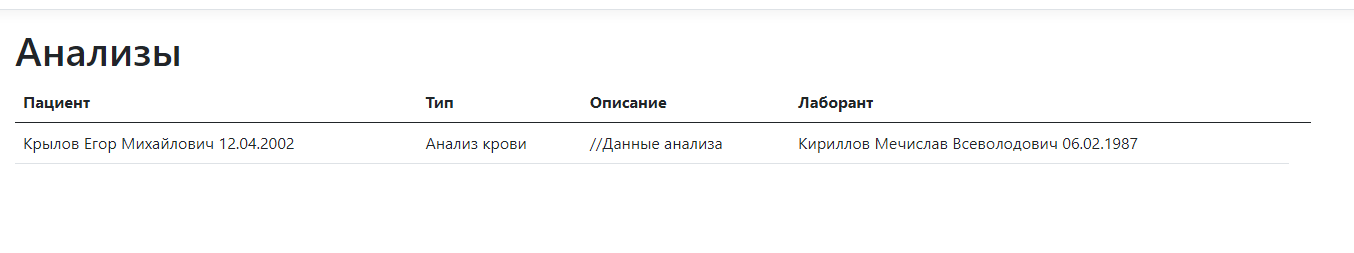 Анализы
Пациент Тип Описание Лаборант
Крылов Егор Михайлович 12.04.2002 Анализ крови //Данные анализа Кириллов Мечислав Всеволодович 06.02.1987